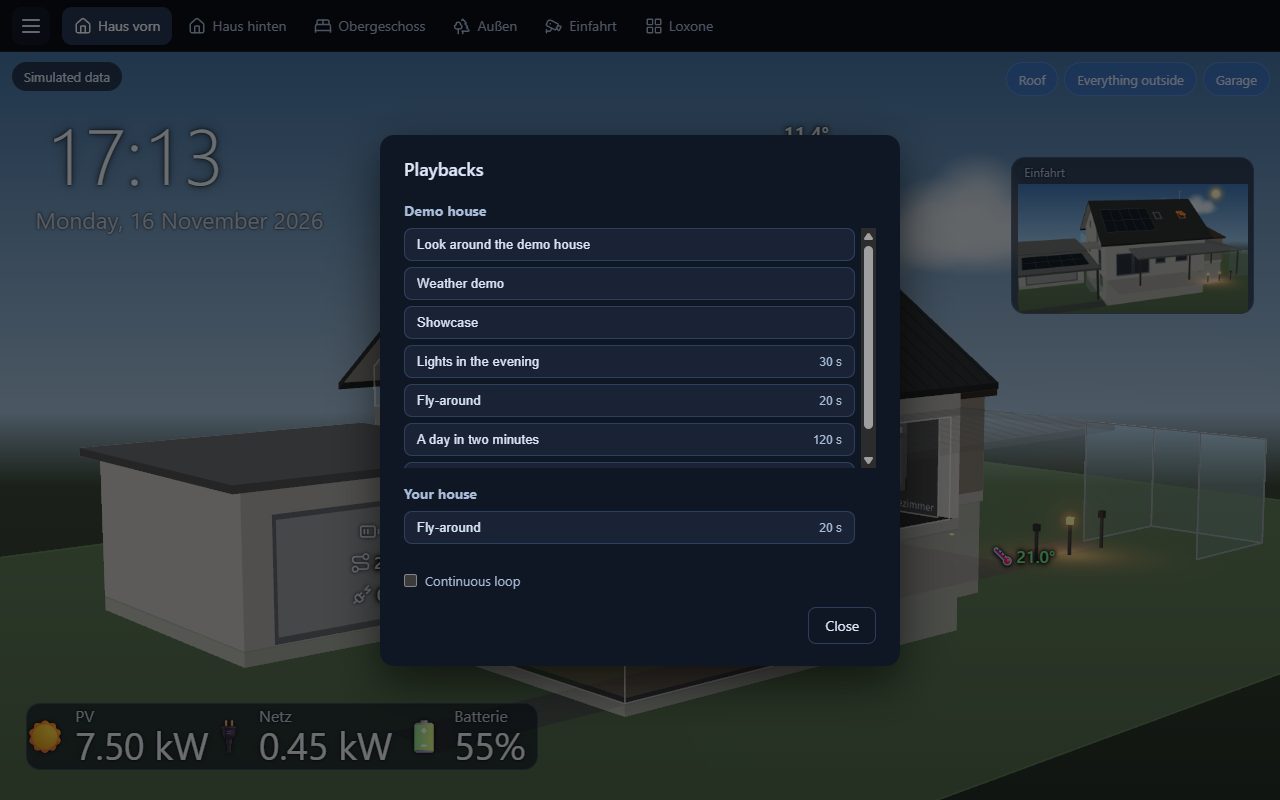 Haus vorn
Haus hinten
Obergeschoss
Außen
Einfahrt
Loxone
Simulated data
Roof
Everything outside
Garage
17:13
Monday, 16 November 2026
11.4°
Einfahrt
Playbacks
Demo house
Look around the demo house
Weather demo
Showcase
Lights in the evening 30 s
Fly-around 20 s
A day in two minutes 120 s
Your house
Fly-around 20 s
Continuous loop
Close
21.0°
PV
7.50 kW
Netz
0.45 kW
Batterie
55%